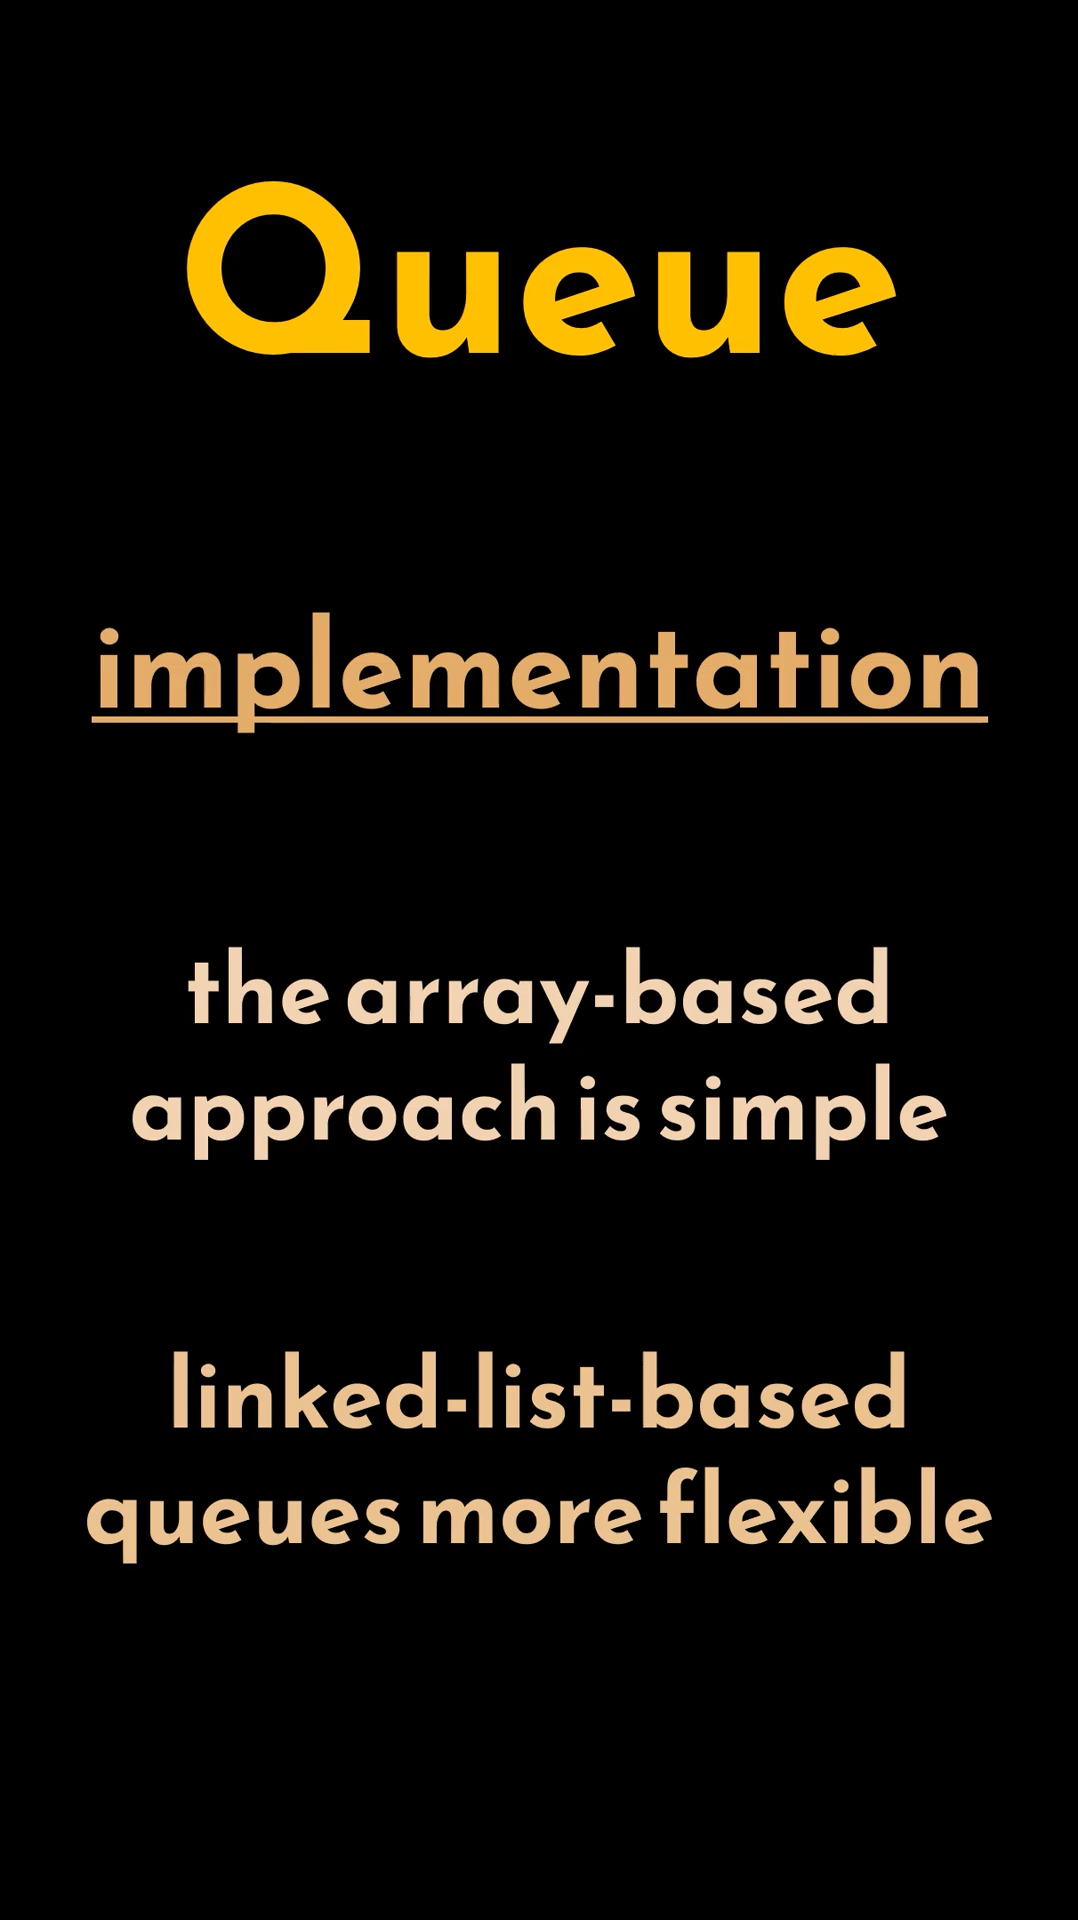 Queue
implementation
the array-based
approach is simple
linked-list-based
queues more flexible